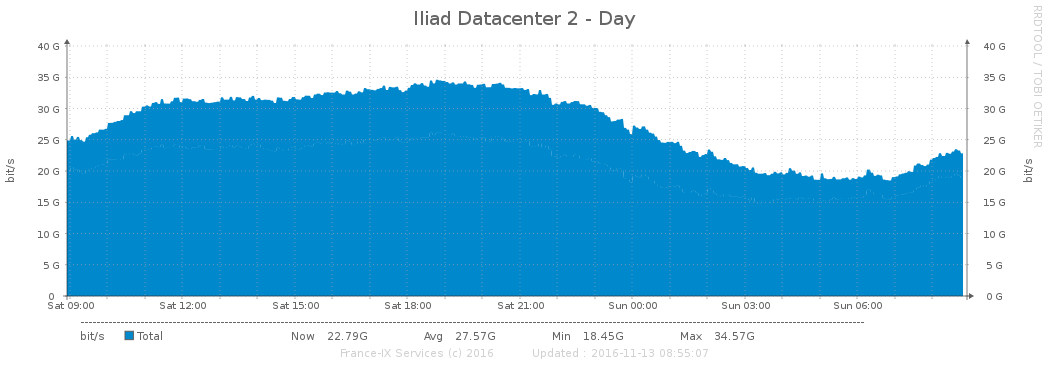 Iliad Datacenter 2 - Day
RRDTOOL / TOBI OETIKER
40 G 40 G
35 G 35 G
30 G 30 G
25 G 25 G
20 G 20 G
15 G 15 G
10 G 10 G
5 G 5 G
0 0 G
bit/s bit/s
Sat 09:00 Sat 12:00 Sat 15:00 Sat 18:00 Sat 21:00 Sun 00:00 Sun 03:00 Sun 06:00
bit/s Total Now 22.79G Avg 27.57G Min 18.45G Max 34.57G
France-IX Services (c) 2016 Updated : 2016-11-13 08:55:07